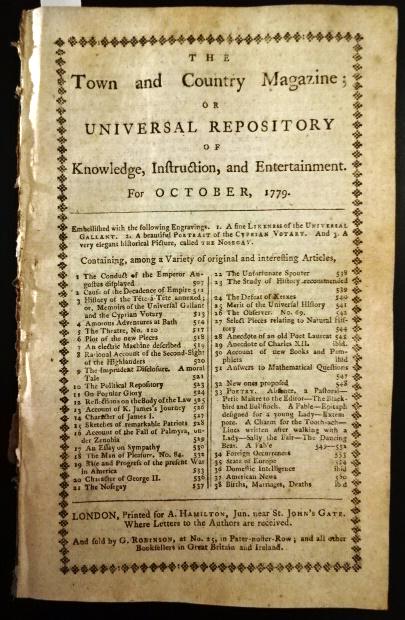 THE
Town and Country Magazine;
OR
UNIVERSAL REPOSITORY
OF
Knowledge, Inſtruction, and Entertainment.
For OCTOBER, 1779.
Embelliſhed with the following Engravings. 1. A fine LIKENESS of the UNIVERSAL
GALLANT. 2. A beautiful PORTRAIT of the CYPRIAN VOTARY. And 3. A
very elegant hiſtorical Picture, called THE NOSEGAY.
Containing, among a Variety of original and intereſting Articles,
1 The Conduct of the Emperor Au-
guſtus diſplayed 507
2 Cauſe of the Decadence of Empire 512
3 Hiſtory of the Tête-à-Tête annexed;
or, Memoirs of the Univerſal Gallant
and the Cyprian Votary 513
4 Amorous Adventures at Bath 514
5 The Theatre, No. 120 517
6 Plot of the new Pieces 518
7 An electric Machine deſcribed 519
8 Rational Account of the Second-Sight
of the Highlanders 520
9 The Imprudent Diſcloſure. A moral
Tale 521
10 The Political Repoſitory 523
11 On Popular Glory 524
12 Reflections on the Body of the Law 525
13 Account of K. James's Journey 526
14 Character of James I. 527
15 Sketches of remarkable Patriots 528
16 Account of the Fall of Palmyra, un-
der Zenobia 529
17 An Eſſay on Sympathy 530
18 The Man of Pleaſure, No. 84. 532
19 Riſe and Progreſs of the preſent War
in America 533
20 Character of George II. 536
21 The Noſegay 537
22 The Unfortunate Spouter 538
23 The Study of Hiſtory recommended
539
24 The Defeat of Xerxes 540
25 Merit of the Univerſal Hiſtory 541
26 The Obſerver. No. 69. 542
27 Select Pieces relating to Natural Hiſ-
tory 544
28 Anecdote of an old Poet Laureat 545
29 Anecdote of Charles XII. ibid.
30 Account of new Books and Pam-
phlets ibid
31 Anſwers to Mathematical Queſtions
547
32 New ones propoſed 548
33 POETRY. Abſence, a Paſtoral—
Petit Maitre to the Editor—The Black-
bird and Bulfinch. A Fable—Epitaph
deſigned for a young Lady—Extem-
pore. A Charm for the Tooth-ach—
Lines written after walking with a
Lady—Sally the Fair—The Dancing
Bear. A Fable 549—552
34 Foreign Occurrences 553
35 State of Europe 554
36 Domeſtic Intelligence ibid
37 American News
38 Births, Marriages, Deaths ibid
LONDON, Printed for A. HAMILTON, Jun. near St. JOHN'S GATE,
Where Letters to the Authors are received.
And ſold by G. ROBINSON, at No. 25, in Pater-noſter-Row; and all other
Bookſellers in Great Britain and Ireland.